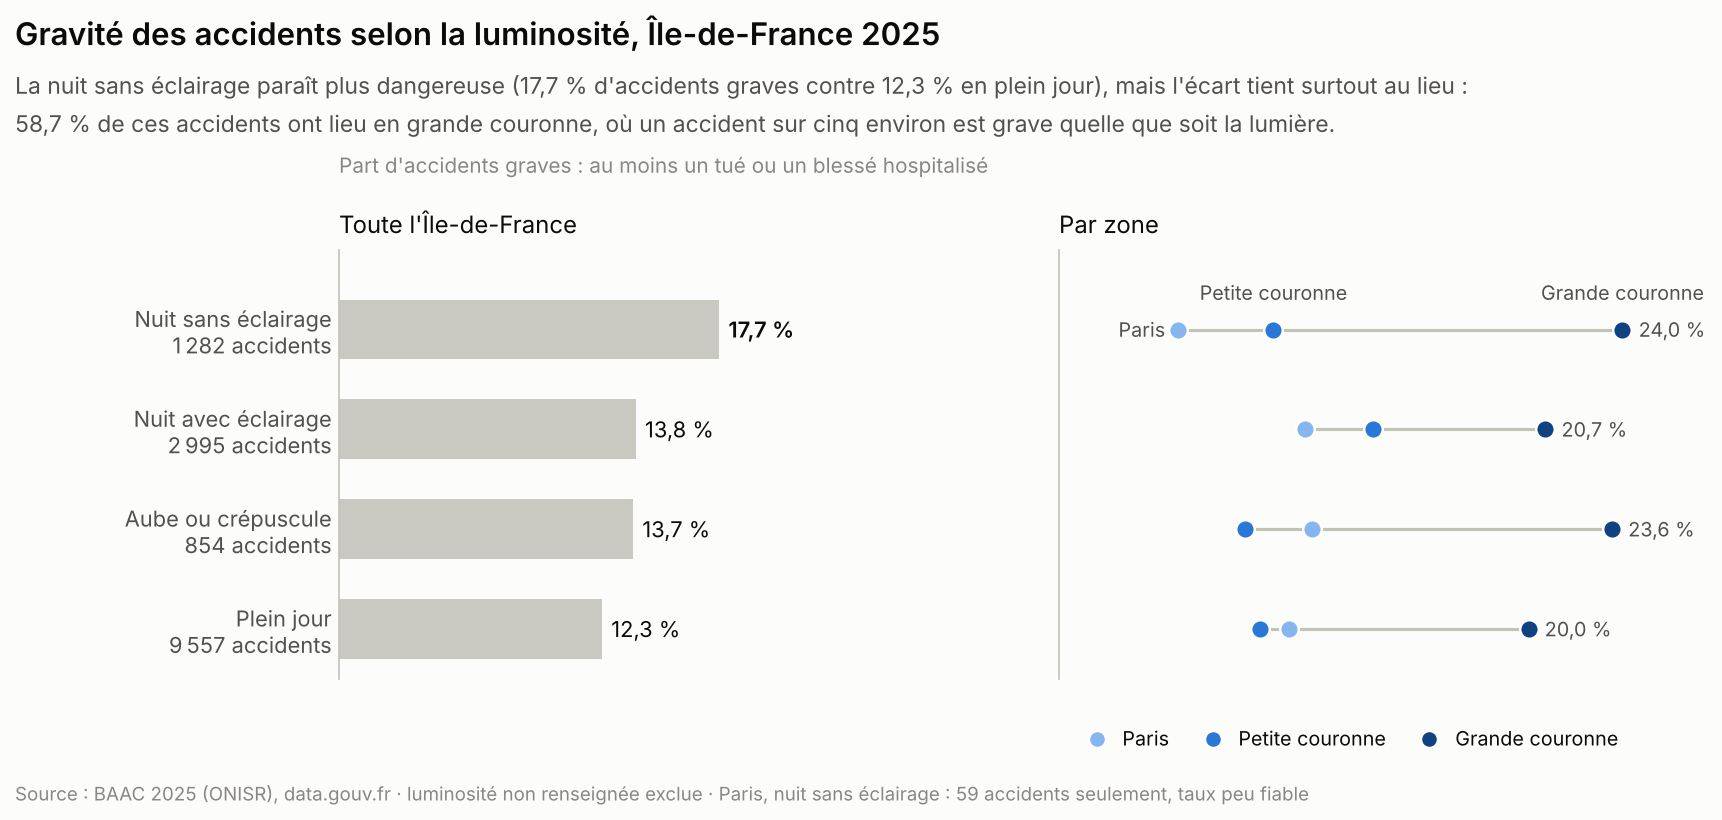 Gravité des accidents selon la luminosité, Île-de-France 2025
La nuit sans éclairage paraît plus dangereuse (17,7 % d'accidents graves contre 12,3 % en plein jour), mais l'écart tient surtout au lieu :
58,7 % de ces accidents ont lieu en grande couronne, où un accident sur cinq environ est grave quelle que soit la lumière.
Part d'accidents graves : au moins un tué ou un blessé hospitalisé
Toute l'Île-de-France
Nuit sans éclairage
1 282 accidents
17,7 %
Nuit avec éclairage
2 995 accidents
13,8 %
Aube ou crépuscule
854 accidents
13,7 %
Plein jour
9 557 accidents
12,3 %
Par zone
Petite couronne
Grande couronne
Paris
24,0 %
20,7 %
23,6 %
20,0 %
Paris
Petite couronne
Grande couronne
Source : BAAC 2025 (ONISR), data.gouv.fr · luminosité non renseignée exclue · Paris, nuit sans éclairage : 59 accidents seulement, taux peu fiable